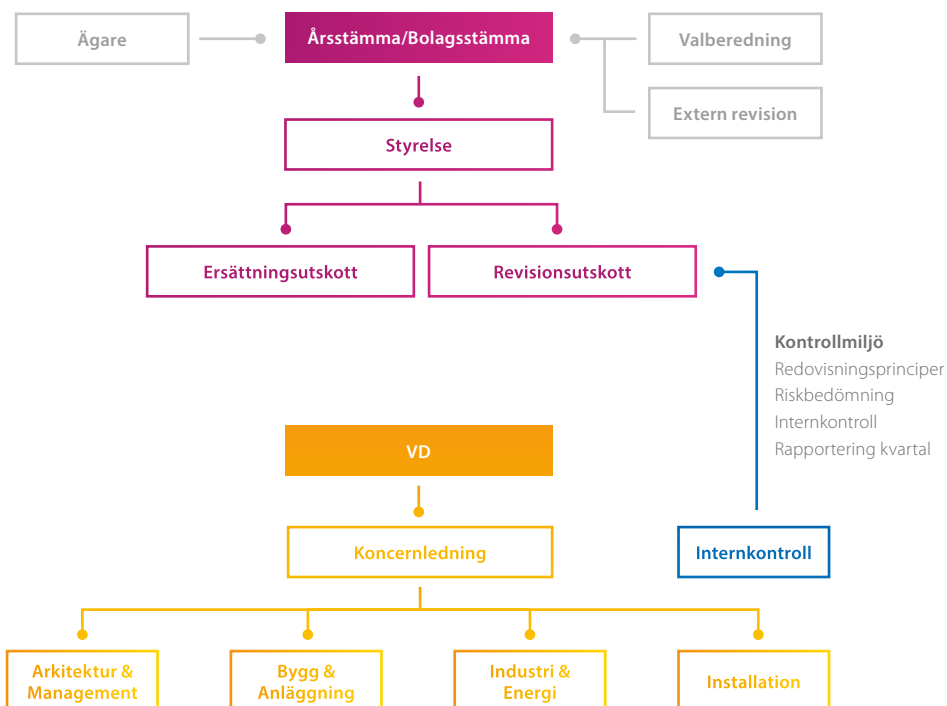 Ägare
Årsstämma/Bolagsstämma
Valberedning
Extern revision
Styrelse
Ersättningsutskott
Revisionsutskott
Kontrollmiljö
Redovisningsprinciper
Riskbedömning
Internkontroll
Rapportering kvartal
VD
Koncernledning
Internkontroll
Arkitektur &
Management
Bygg &
Anläggning
Industri &
Energi
Installation